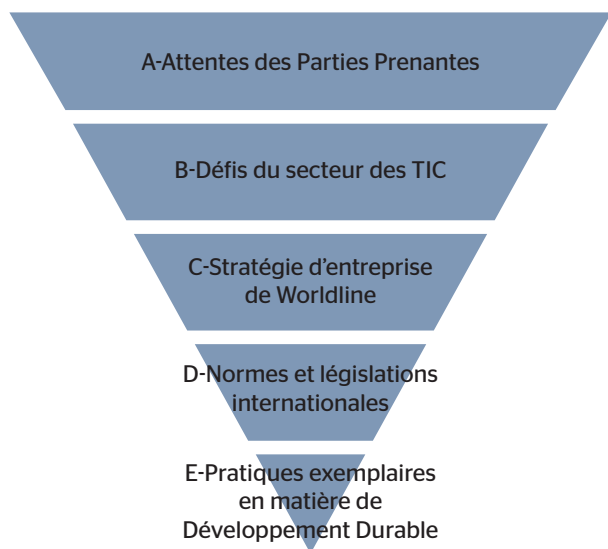 A-Attentes des Parties Prenantes
B-Défis du secteur des TIC
C-Stratégie d'entreprise
de Worldline
D-Normes et législations
internationales
E-Pratiques exemplaires
en matière de
Développement Durable